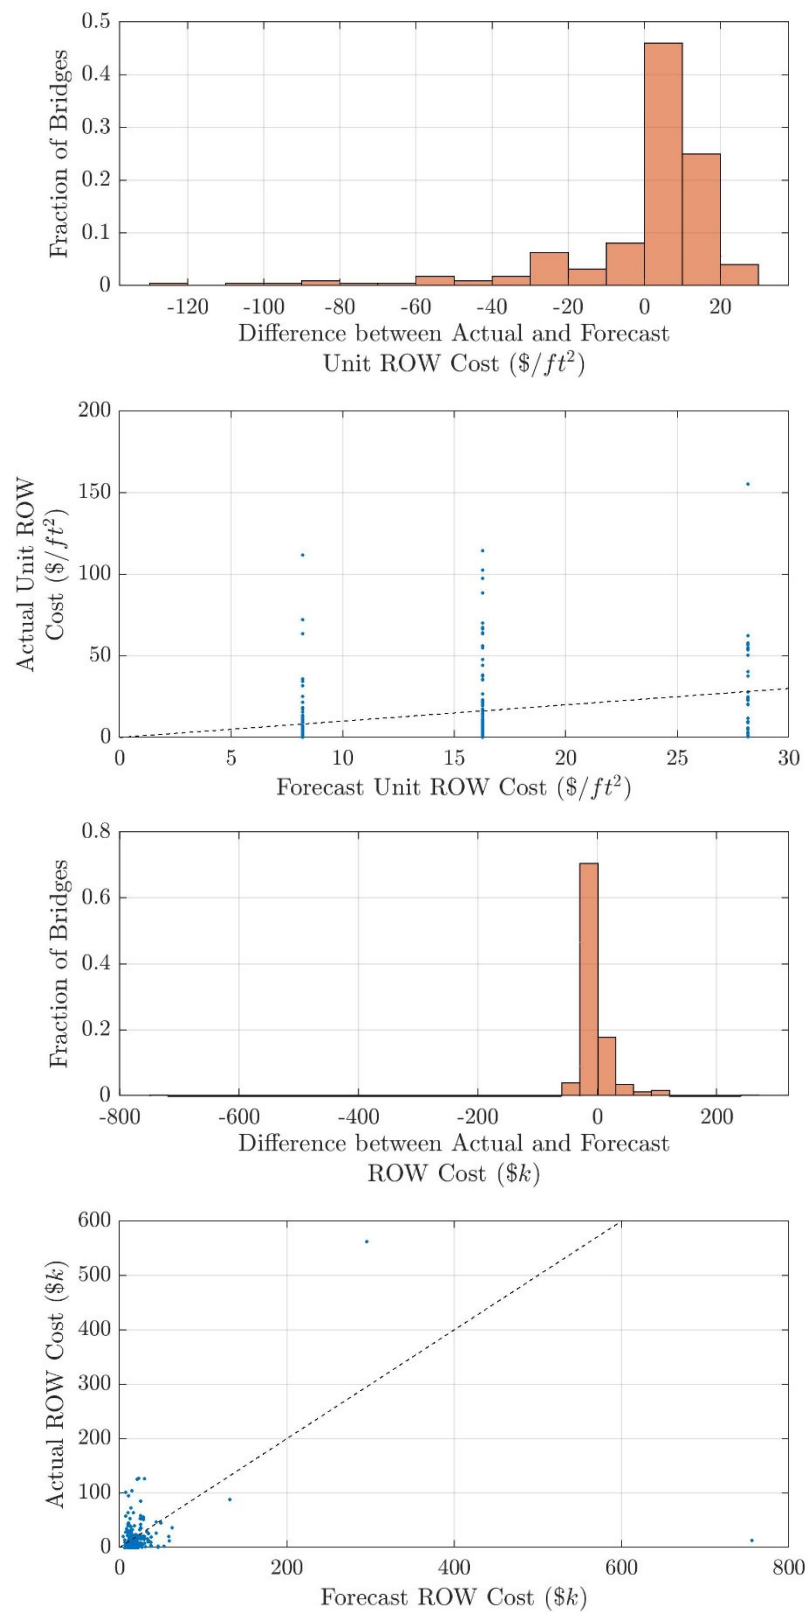 0.5
0.4
0.3
0.2
0.1
0
Fraction of Bridges
-120 -100 -80 -60 -40 -20 0 20
Difference between Actual and Forecast
Unit ROW Cost ($/ft²)
200
150
100
50
0
Actual Unit ROW
Cost ($/ft²)
0 5 10 15 20 25 30
Forecast Unit ROW Cost ($/ft²)
0.8
0.6
0.4
0.2
0
Fraction of Bridges
-800 -600 -400 -200 0 200
Difference between Actual and Forecast
ROW Cost ($k)
600
500
400
300
200
100
0
Actual ROW Cost ($k)
0 200 400 600 800
Forecast ROW Cost ($k)